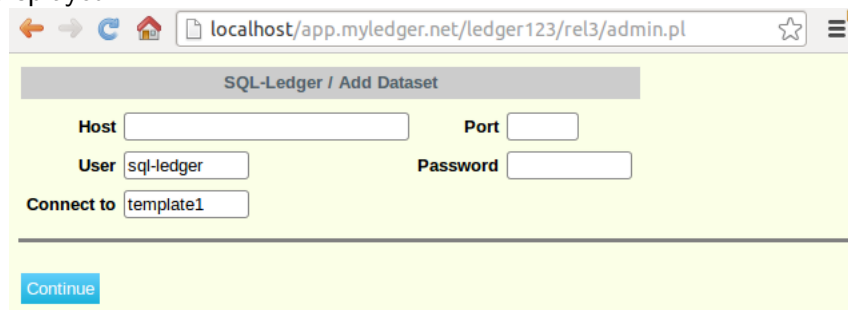 localhost/app.myledger.net/ledger123/rel3/admin.pl
SQL-Ledger / Add Dataset
Host Port
User sql-ledger Password
Connect to template1
Continue